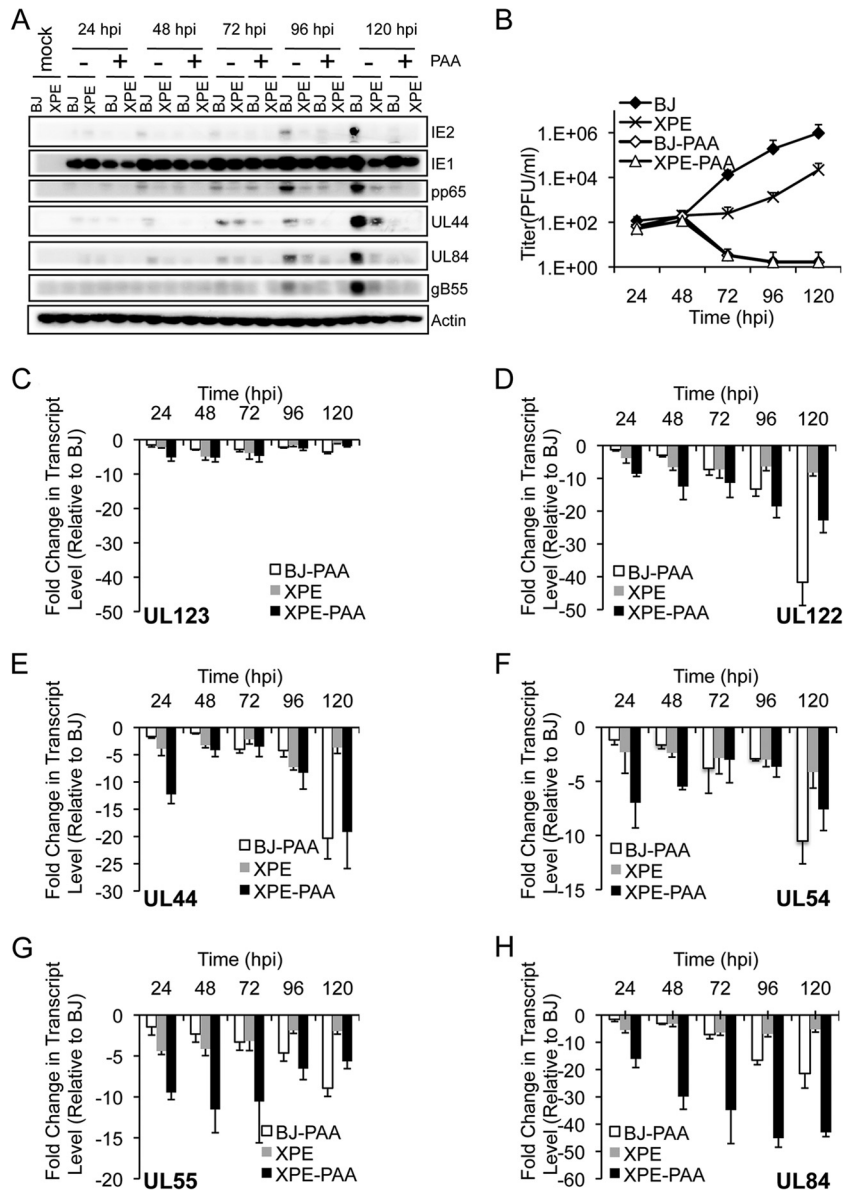 A
24 hpi 48 hpi 72 hpi 96 hpi 120 hpi
mock - + - + - + - + - + PAA
BJ XPE BJ XPE BJ XPE BJ XPE BJ XPE BJ XPE BJ XPE BJ XPE BJ XPE BJ XPE BJ XPE
IE2
IE1
pp65
UL44
UL84
gB55
Actin
B
BJ
XPE
BJ-PAA
XPE-PAA
1.E+06
1.E+04
1.E+02
1.E+00
Titer(PFU/ml)
24 48 72 96 120
Time (hpi)
C
Time (hpi)
24 48 72 96 120
Fold Change in Transcript
Level (Relative to BJ)
0
-5
-10
-15
-20
-25
-30
-35
-40
-45
-50
BJ-PAA
XPE
XPE-PAA
UL123
D
Time (hpi)
24 48 72 96 120
Fold Change in Transcript
Level (Relative to BJ)
0
-10
-20
-30
-40
-50
BJ-PAA
XPE
XPE-PAA
UL122
E
Time (hpi)
24 48 72 96 120
Fold Change in Transcript
Level (Relative to BJ)
0
-5
-10
-15
-20
-25
-30
BJ-PAA
XPE
XPE-PAA
UL44
F
Time (hpi)
24 48 72 96 120
Fold Change in Transcript
Level (Relative to BJ)
0
-5
-10
-15
BJ-PAA
XPE
XPE-PAA
UL54
G
Time (hpi)
24 48 72 96 120
Fold Change in Transcript
Level (Relative to BJ)
0
-5
-10
-15
-20
BJ-PAA
XPE
XPE-PAA
UL55
H
Time (hpi)
24 48 72 96 120
Fold Change in Transcript
Level (Relative to BJ)
0
-10
-20
-30
-40
-50
-60
BJ-PAA
XPE
XPE-PAA
UL84